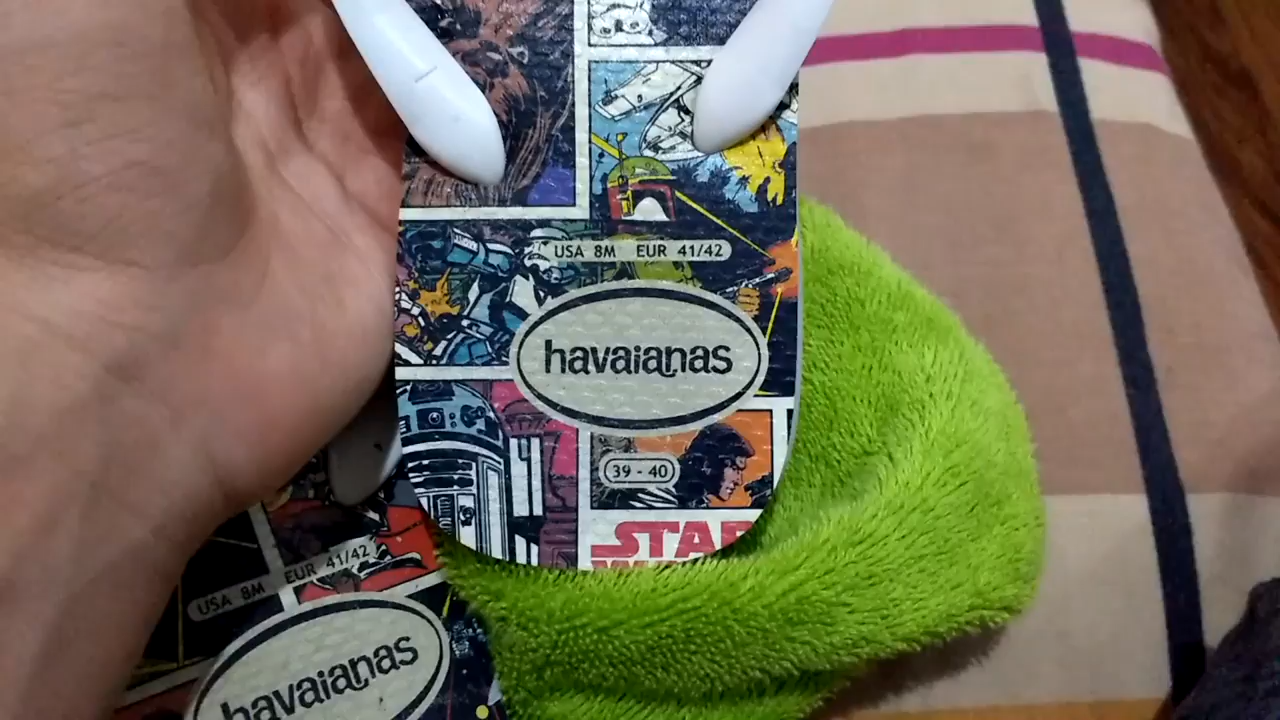 USA 8M EUR 41/42
havaianas
39 - 40
STAR
USA 8M EUR 41/42
havaianas